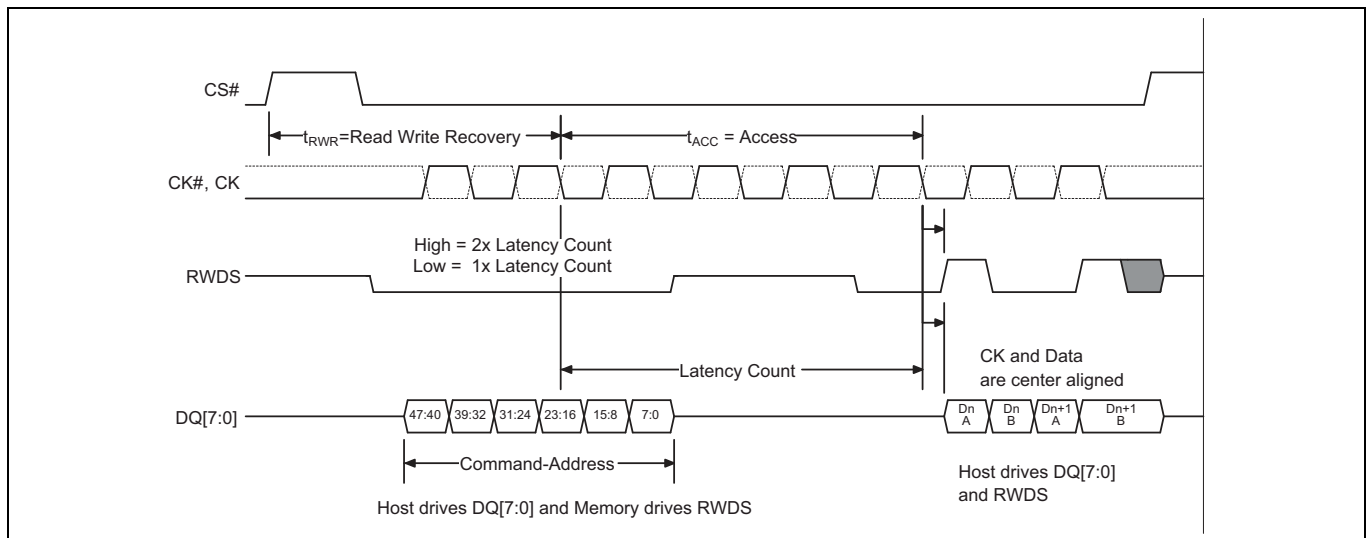 CS#
tRWR=Read Write Recovery
tACC = Access
CK#, CK
High = 2x Latency Count
Low = 1x Latency Count
RWDS
CK and Data
are center aligned
Latency Count
DQ[7:0]
47:40 39:32 31:24 23:16 15:8 7:0
Dn Dn Dn+1 Dn+1
A B A B
Command-Address
Host drives DQ[7:0]
and RWDS
Host drives DQ[7:0] and Memory drives RWDS